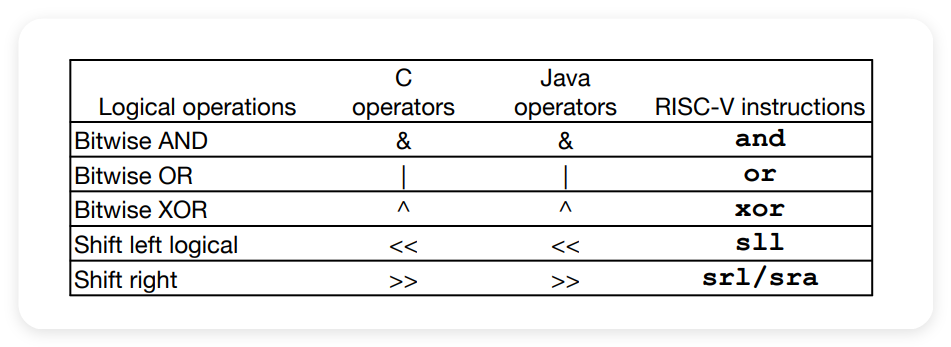 C Java
Logical operations operators operators RISC-V instructions
Bitwise AND & & and
Bitwise OR | | or
Bitwise XOR ^ ^ xor
Shift left logical << << sll
Shift right >> >> srl/sra